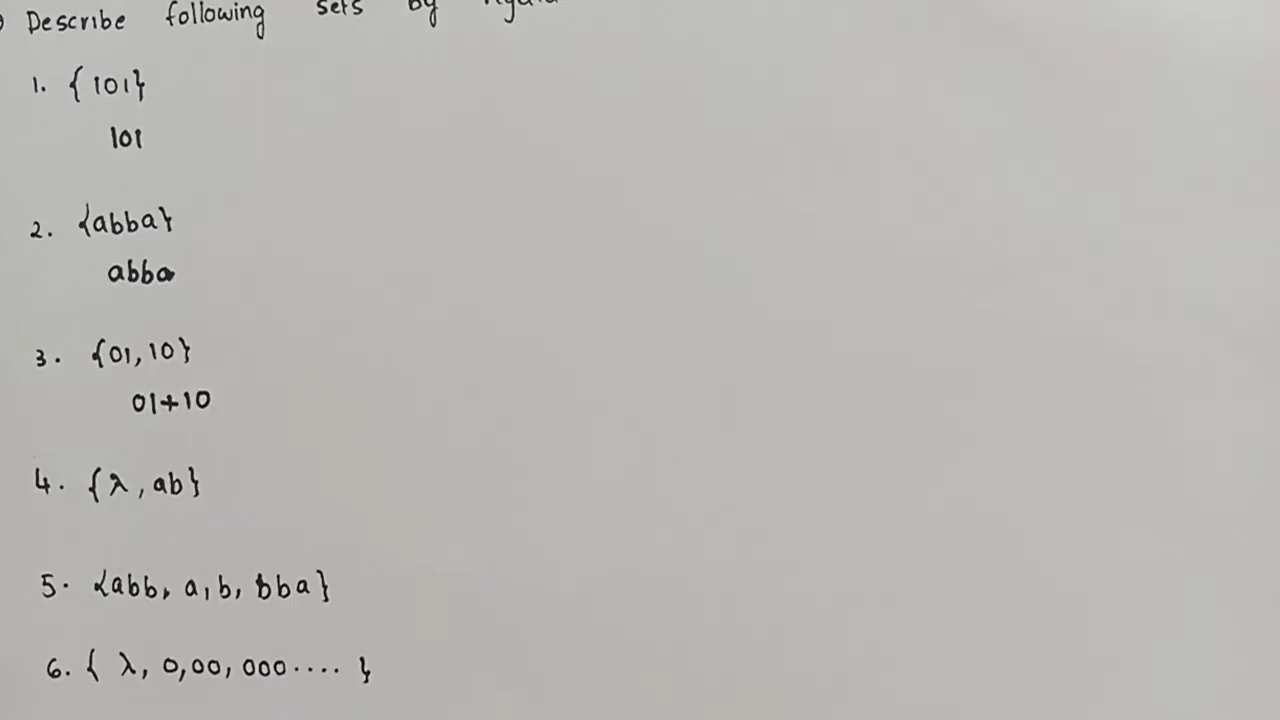 Describe following sets by
1. {101}
101
2. {abba}
abba
3. {01, 10}
01+10
4. {λ, ab}
5. {abb, a, b, bba}
6. { λ, 0,00, 000.... }